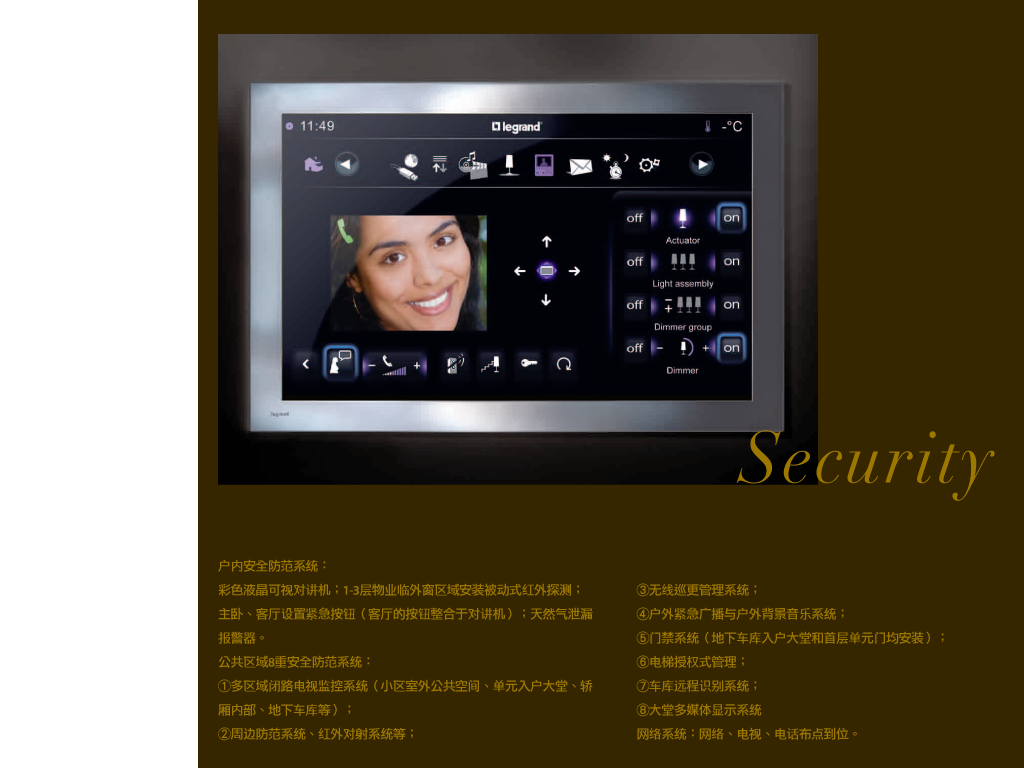 11:49
legrand
-°C
off
on
Actuator
off
on
Light assembly
off
on
Dimmer group
off
on
Dimmer
legrand
Security
户内安全防范系统：
彩色液晶可视对讲机；1-3层物业临外窗区域安装被动式红外探测；
主卧、客厅设置紧急按钮（客厅的按钮整合于对讲机）；天然气泄漏
报警器。
公共区域8重安全防范系统：
①多区域闭路电视监控系统（小区室外公共空间、单元入户大堂、轿
厢内部、地下车库等）；
②周边防范系统、红外对射系统等；
③无线巡更管理系统；
④户外紧急广播与户外背景音乐系统；
⑤门禁系统（地下车库入户大堂和首层单元门均安装）；
⑥电梯授权式管理；
⑦车库远程识别系统；
⑧大堂多媒体显示系统
网络系统：网络、电视、电话布点到位。